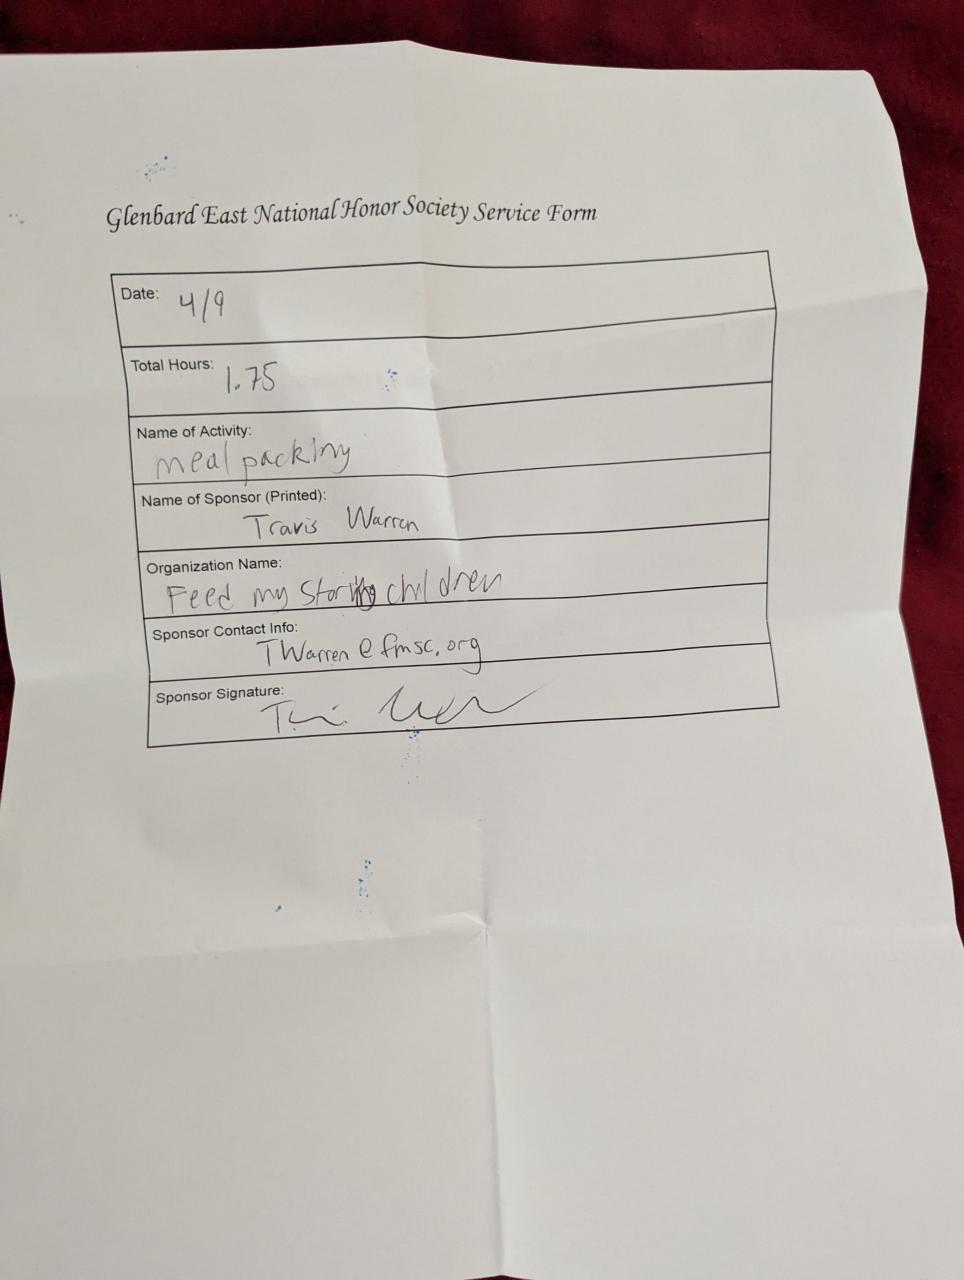 Glenbard East National Honor Society Service Form
Date: 4/9
Total Hours: 1.75
Name of Activity:
meal packing
Name of Sponsor (Printed):
Travis Warren
Organization Name:
Feed my children
Sponsor Contact Info:
TWarren@fmsc.org
Sponsor Signature: